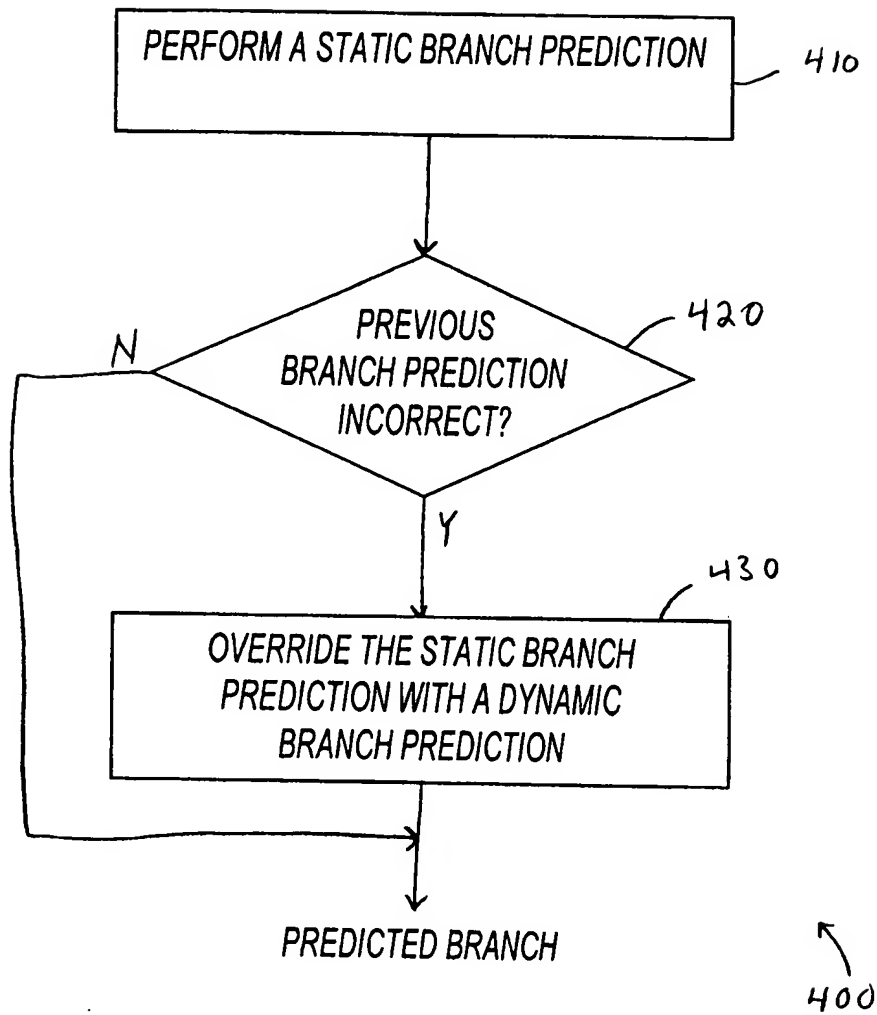 PERFORM A STATIC BRANCH PREDICTION
410
PREVIOUS
BRANCH PREDICTION
INCORRECT?
420
N
Y
430
OVERRIDE THE STATIC BRANCH
PREDICTION WITH A DYNAMIC
BRANCH PREDICTION
PREDICTED BRANCH
400